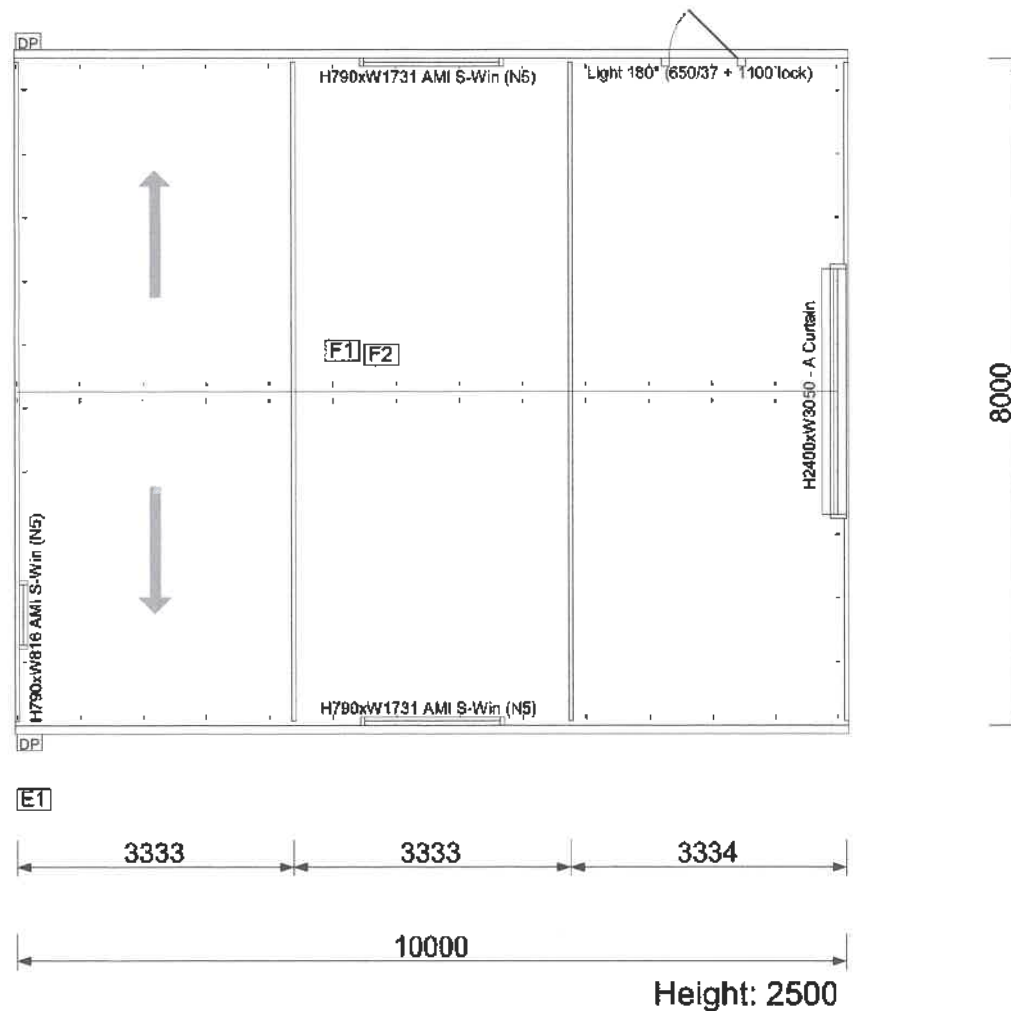 DP
H790xW1731 AMI S-Win (N5)
Light 180° (650/37 + 1100 lock)
F1
F2
H2400xW3050 - A Curtain
8000
H790xW816 AMI S-Win (N5)
H790xW1731 AMI S-Win (N5)
DP
E1
3333
3333
3334
10000
Height: 2500